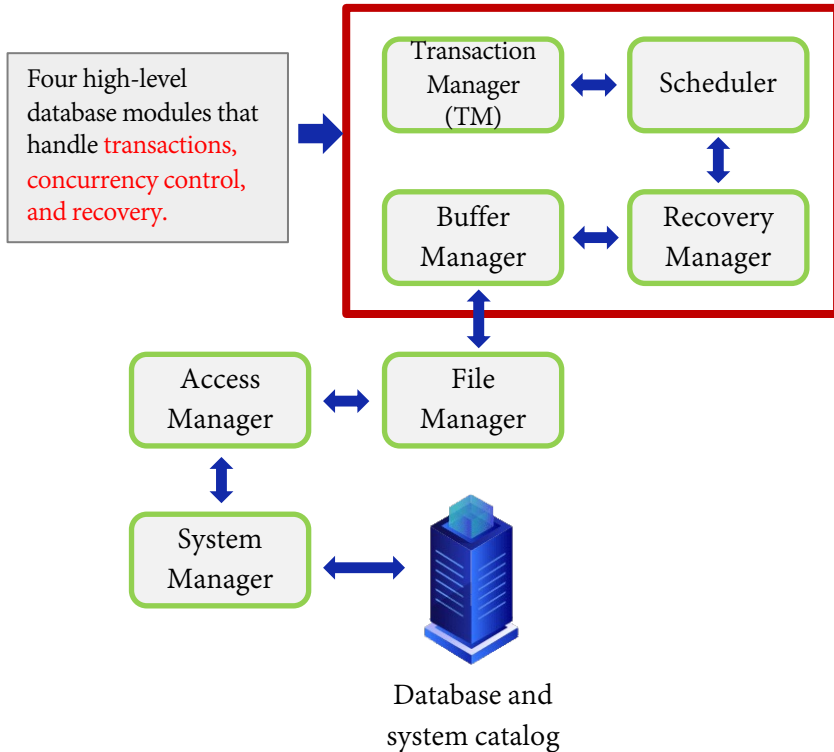 Four high-level
database modules that
handle transactions,
concurrency control,
and recovery.
Transaction
Manager
(TM)
Scheduler
Buffer
Manager
Recovery
Manager
Access
Manager
File
Manager
System
Manager
Database and
system catalog